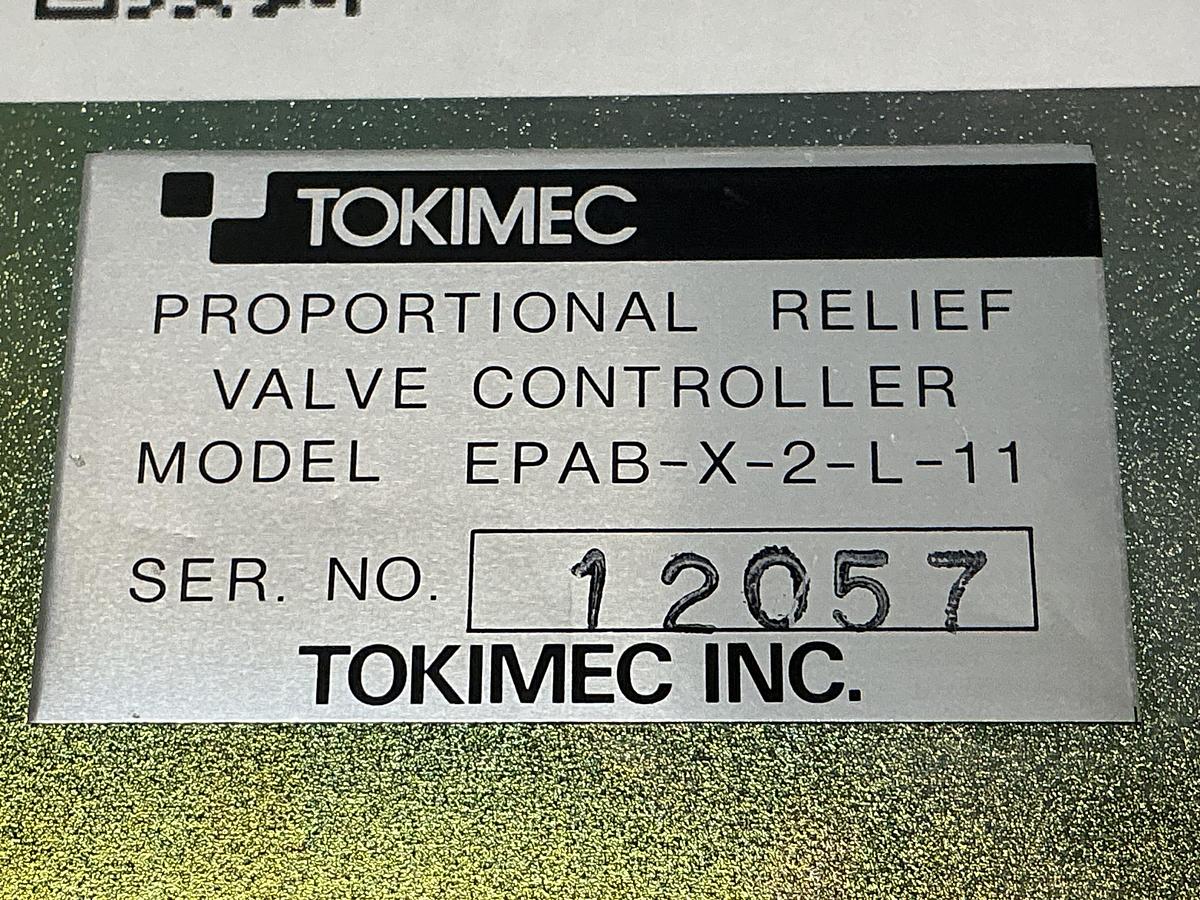 TOKIMEC
PROPORTIONAL RELIEF
VALVE CONTROLLER
MODEL EPAB-X-2-L-11
SER. NO. 12057
TOKIMEC INC.